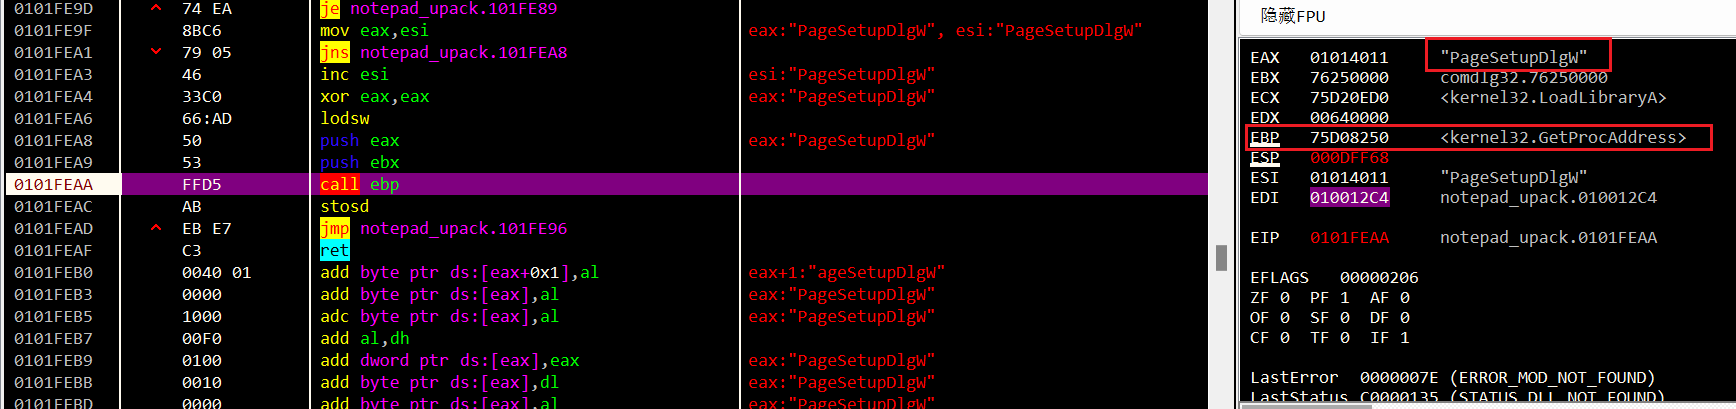 0101FE9D 74 EA je notepad_upack.101FE89
0101FE9F 8BC6 mov eax,esi eax:"PageSetupDlgW", esi:"PageSetupDlgW"
0101FEA1 79 05 jns notepad_upack.101FEA8
0101FEA3 46 inc esi esi:"PageSetupDlgW"
0101FEA4 33C0 xor eax,eax eax:"PageSetupDlgW"
0101FEA6 66:AD lodsw
0101FEA8 50 push eax eax:"PageSetupDlgW"
0101FEA9 53 push ebx
0101FEAA FFD5 call ebp
0101FEAC AB stosd
0101FEAD EB E7 jmp notepad_upack.101FE96
0101FEAF C3 ret
0101FEB0 0040 01 add byte ptr ds:[eax+0x1],al eax+1:"ageSetupDlgW"
0101FEB3 0000 add byte ptr ds:[eax],al eax:"PageSetupDlgW"
0101FEB5 1000 adc byte ptr ds:[eax],al eax:"PageSetupDlgW"
0101FEB7 00F0 add al,dh
0101FEB9 0100 add dword ptr ds:[eax],eax eax:"PageSetupDlgW"
0101FEBB 0010 add byte ptr ds:[eax],dl eax:"PageSetupDlgW"
0101FEBD 0000 add byte ptr ds:[eax],al eax:"PageSetupDlgW"
隐藏FPU
EAX 01014011 "PageSetupDlgW"
EBX 76250000 comdlg32.76250000
ECX 75D20ED0 <kernel32.LoadLibraryA>
EDX 00640000
EBP 75D08250 <kernel32.GetProcAddress>
ESP 000DFF68
ESI 01014011 "PageSetupDlgW"
EDI 010012C4 notepad_upack.010012C4
EIP 0101FEAA notepad_upack.0101FEAA
EFLAGS 00000206
ZF 0 PF 1 AF 0
OF 0 SF 0 DF 0
CF 0 TF 0 IF 1
LastError 0000007E (ERROR_MOD_NOT_FOUND)
LastStatus C0000135 (STATUS_DLL_NOT_FOUND)